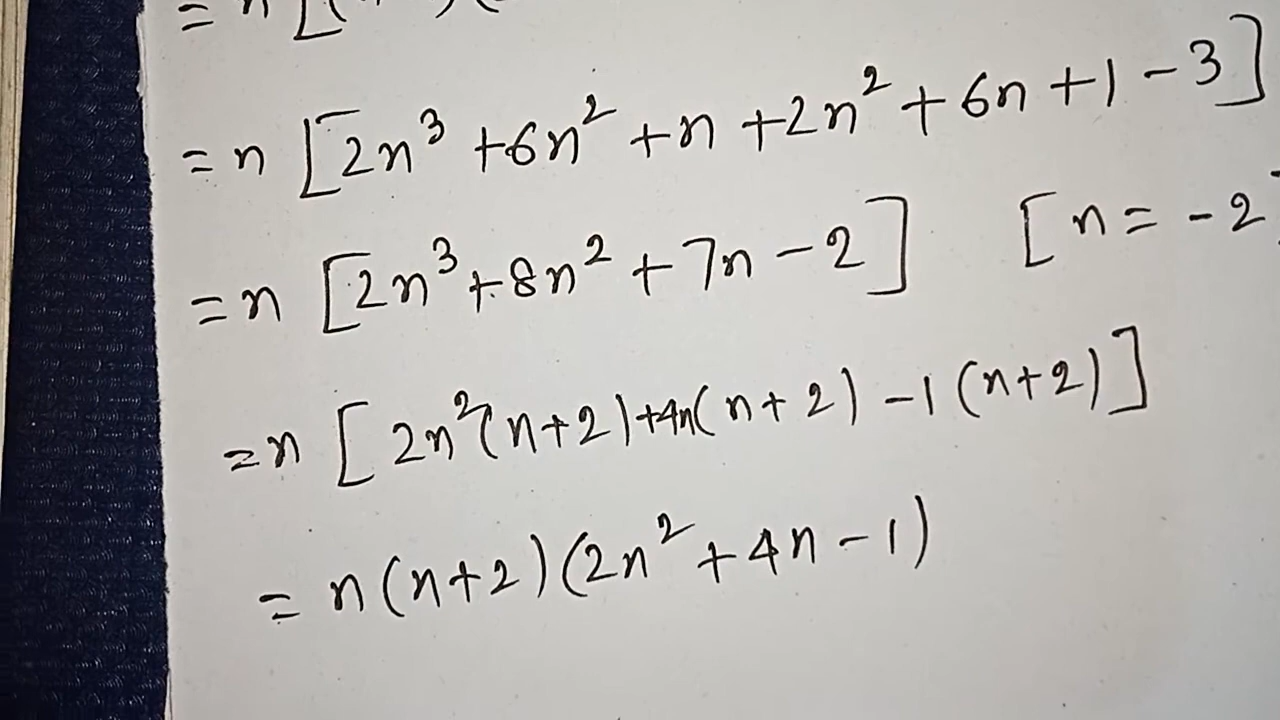 = n [
= n [2n³ + 6n² + n + 2n² + 6n + 1 - 3]
= n [2n³ + 8n² + 7n - 2] [n = -2]
= n [2n²(n+2) + 4n(n+2) - 1(n+2)]
= n(n+2)(2n² + 4n - 1)